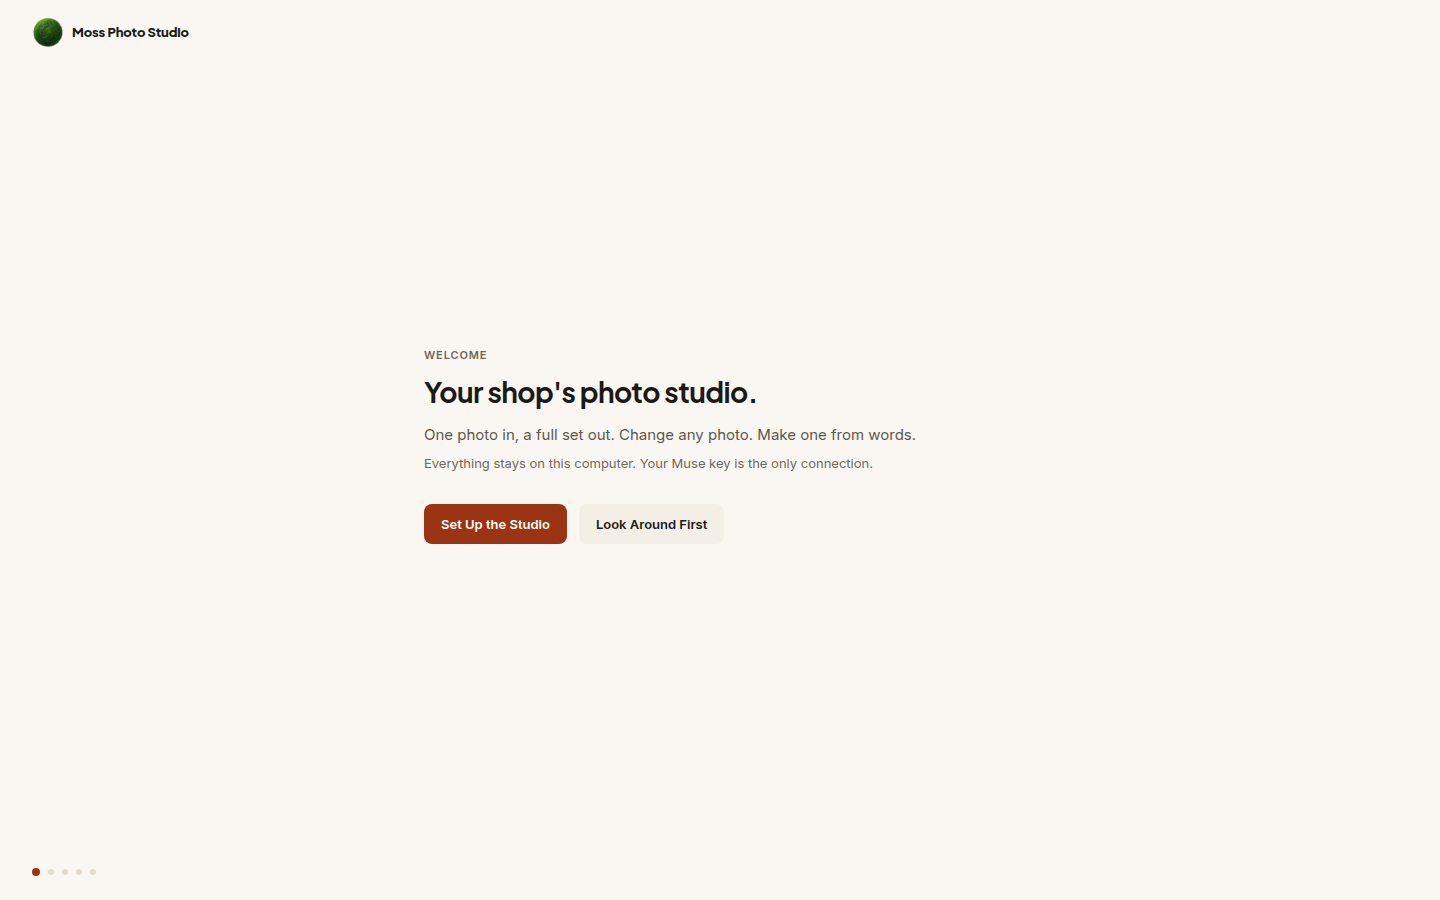 Moss Photo Studio
WELCOME
Your shop's photo studio.
One photo in, a full set out. Change any photo. Make one from words.
Everything stays on this computer. Your Muse key is the only connection.
Set Up the Studio
Look Around First